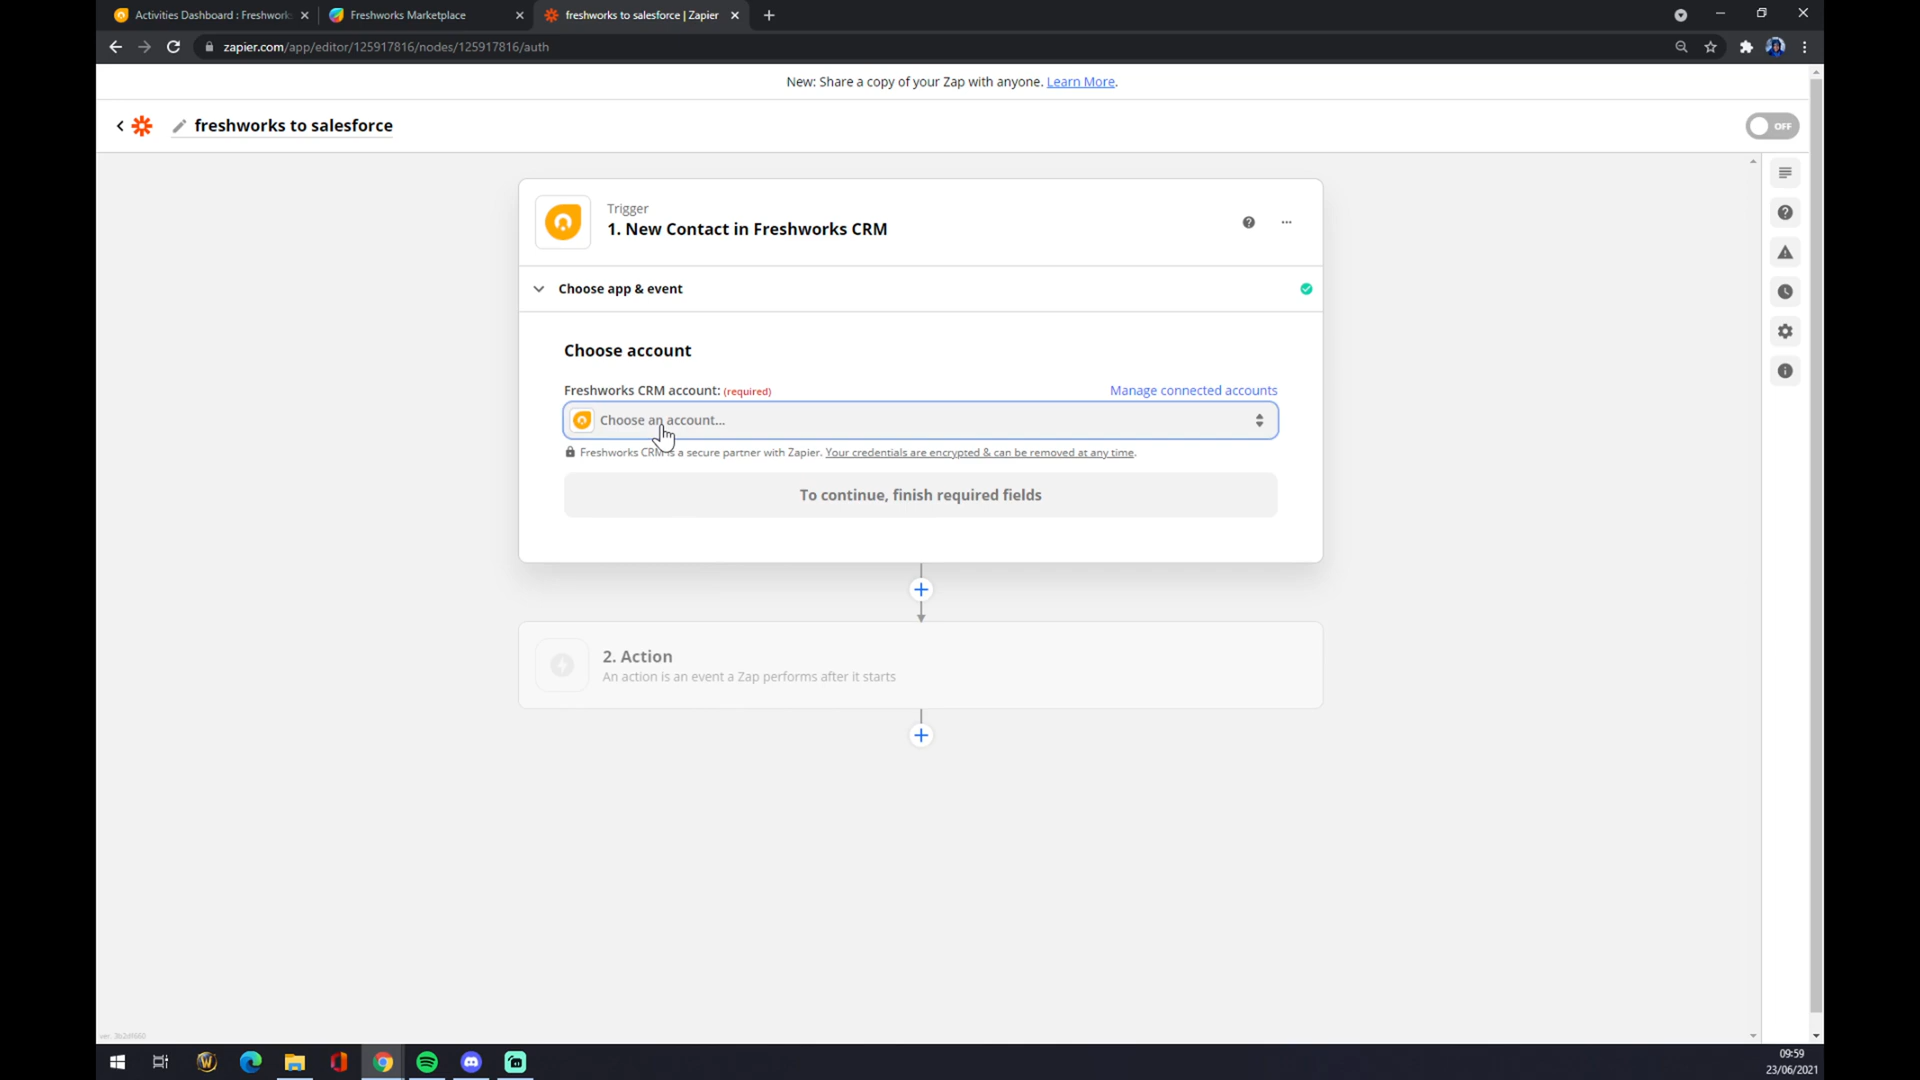 Activities Dashboard : Freshworks
Freshworks Marketplace
freshworks to salesforce | Zapier
zapier.com/app/editor/125917816/nodes/125917816/auth
New: Share a copy of your Zap with anyone. Learn More.
freshworks to salesforce
OFF
Trigger
1. New Contact in Freshworks CRM
Choose app & event
Choose account
Freshworks CRM account: (required)
Manage connected accounts
Choose an account...
Freshworks CRM is a secure partner with Zapier. Your credentials are encrypted & can be removed at any time.
To continue, finish required fields
2. Action
An action is an event a Zap performs after it starts
09:59
23/06/2021